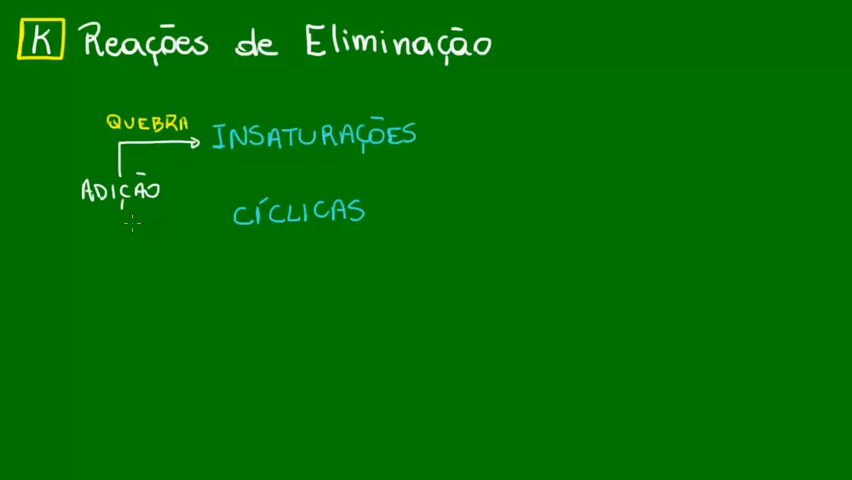 K Reações de Eliminação
QUEBRA
INSATURAÇÕES
ADIÇÃO
CÍCLICAS